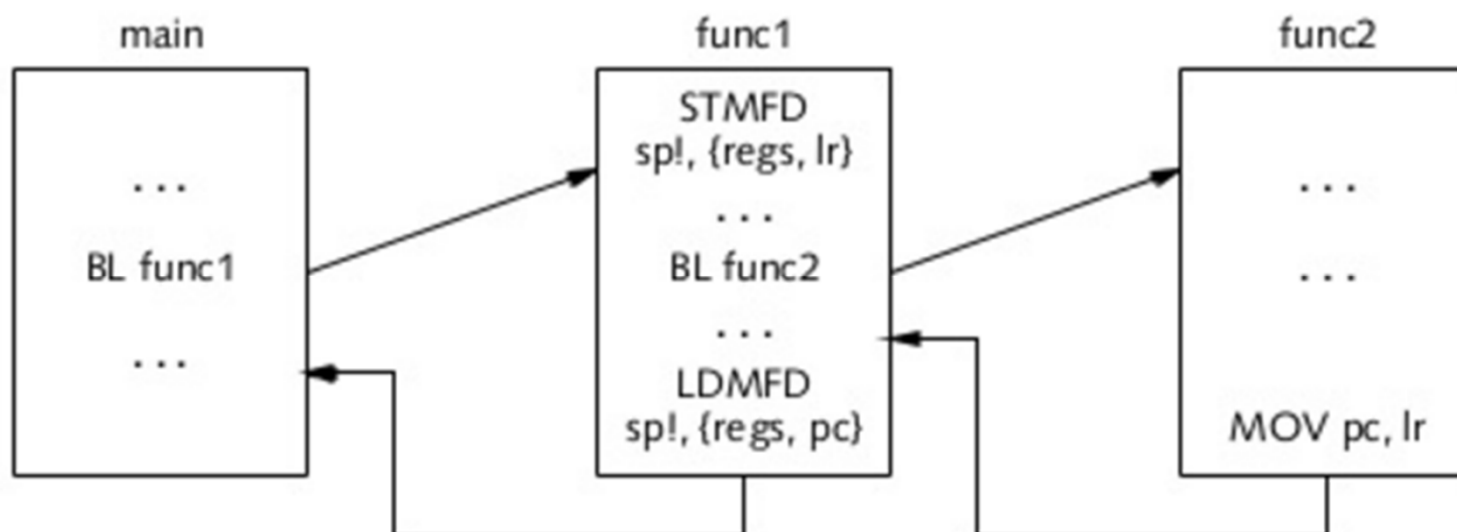 main
...
BL func1
...
func1
STMFD
sp!, {regs, lr}
...
BL func2
...
LDMFD
sp!, {regs, pc}
func2
...
...
MOV pc, lr